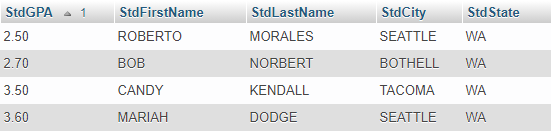 StdGPA 1 StdFirstName StdLastName StdCity StdState
2.50 ROBERTO MORALES SEATTLE WA
2.70 BOB NORBERT BOTHELL WA
3.50 CANDY KENDALL TACOMA WA
3.60 MARIAH DODGE SEATTLE WA